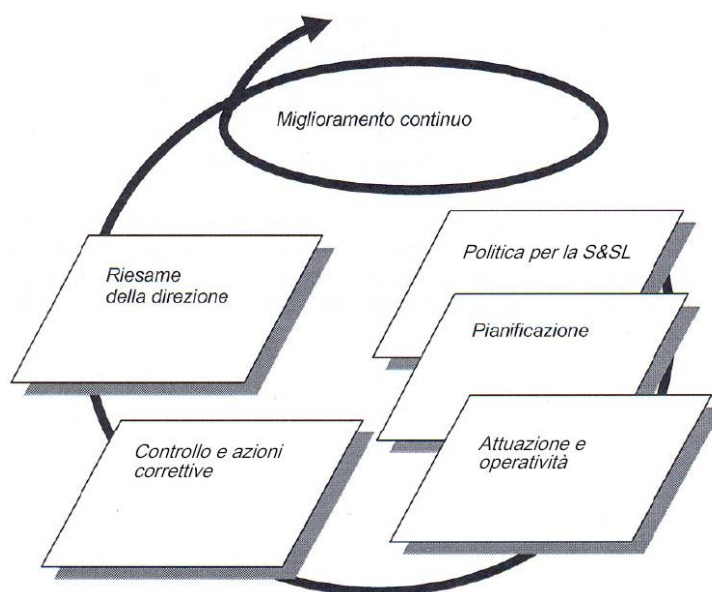 Miglioramento continuo
Politica per la S&SL
Riesame
della direzione
Pianificazione
Attuazione e
operatività
Controllo e azioni
correttive